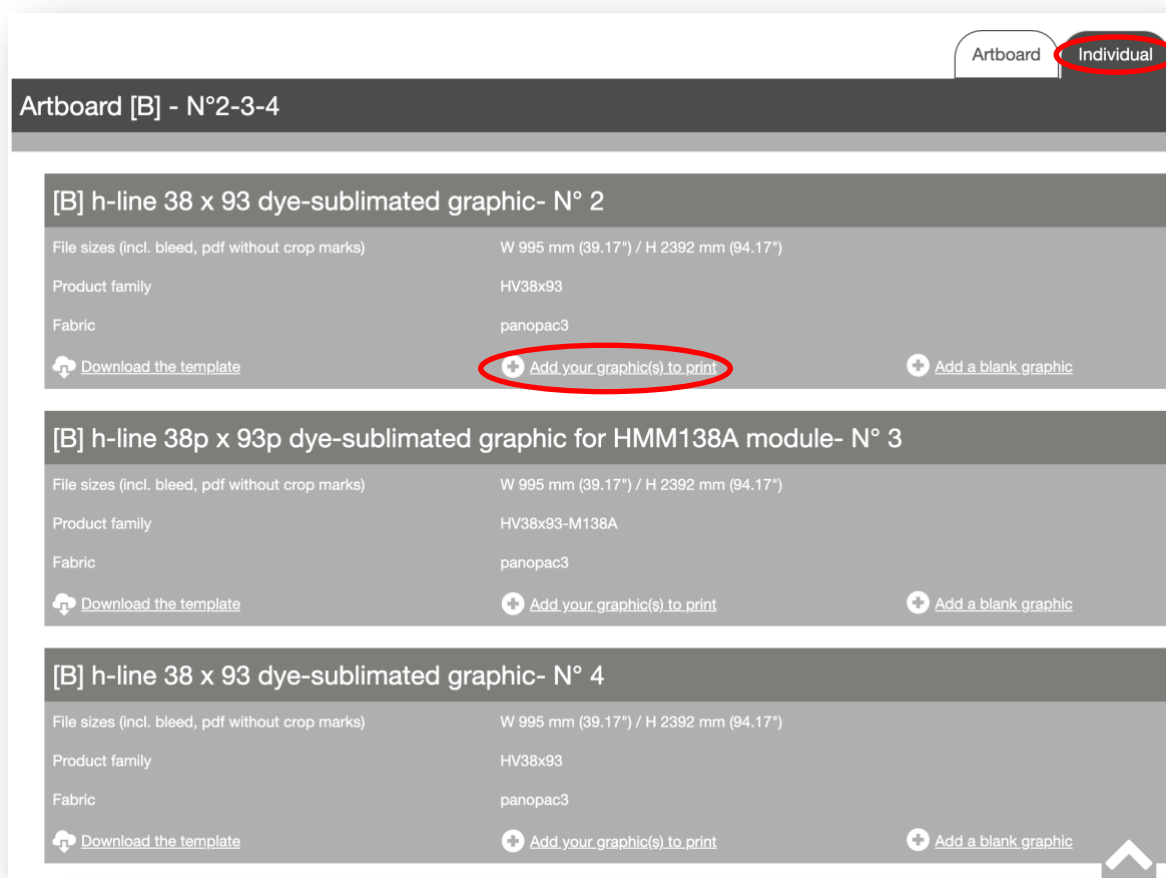 Artboard Individual
Artboard [B] - N°2-3-4
[B] h-line 38 x 93 dye-sublimated graphic- N° 2
File sizes (incl. bleed, pdf without crop marks) W 995 mm (39.17") / H 2392 mm (94.17")
Product family HV38x93
Fabric panopac3
Download the template Add your graphic(s) to print Add a blank graphic
[B] h-line 38p x 93p dye-sublimated graphic for HMM138A module- N° 3
File sizes (incl. bleed, pdf without crop marks) W 995 mm (39.17") / H 2392 mm (94.17")
Product family HV38x93-M138A
Fabric panopac3
Download the template Add your graphic(s) to print Add a blank graphic
[B] h-line 38 x 93 dye-sublimated graphic- N° 4
File sizes (incl. bleed, pdf without crop marks) W 995 mm (39.17") / H 2392 mm (94.17")
Product family HV38x93
Fabric panopac3
Download the template Add your graphic(s) to print Add a blank graphic